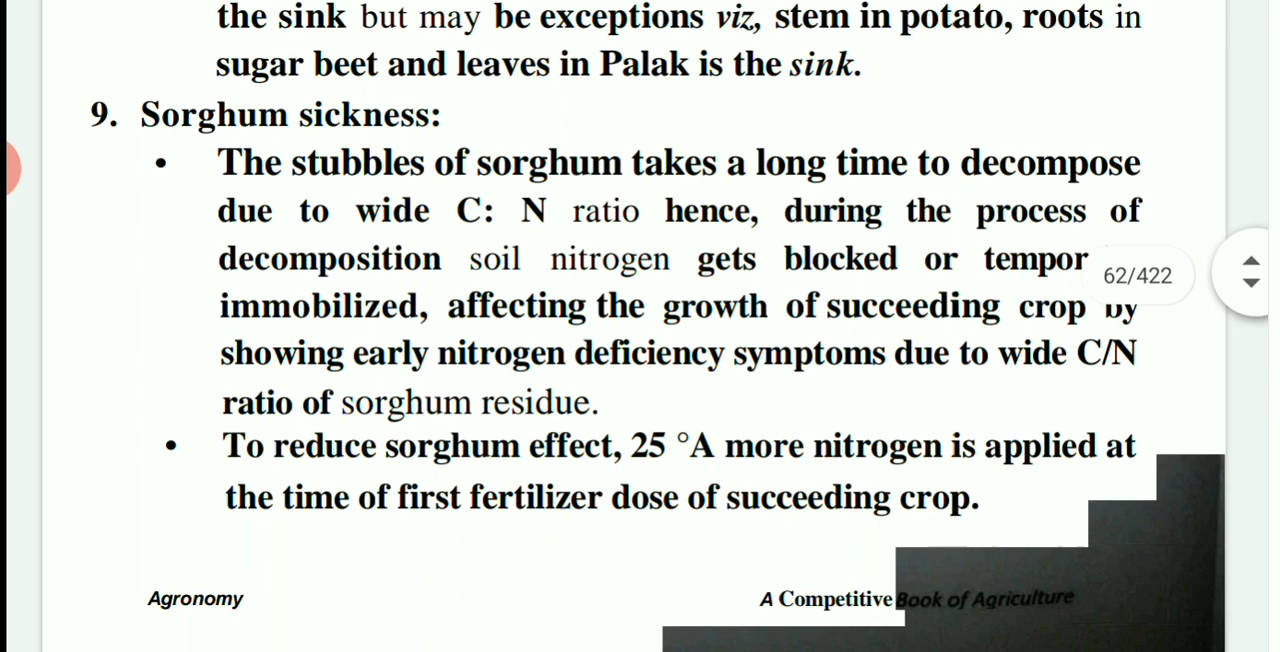 the sink but may be exceptions viz, stem in potato, roots in
sugar beet and leaves in Palak is the sink.
9. Sorghum sickness:
• The stubbles of sorghum takes a long time to decompose
due to wide C: N ratio hence, during the process of
decomposition soil nitrogen gets blocked or tempor
62/422
immobilized, affecting the growth of succeeding crop by
showing early nitrogen deficiency symptoms due to wide C/N
ratio of sorghum residue.
• To reduce sorghum effect, 25 °A more nitrogen is applied at
the time of first fertilizer dose of succeeding crop.
Agronomy
A Competitive Book of Agriculture